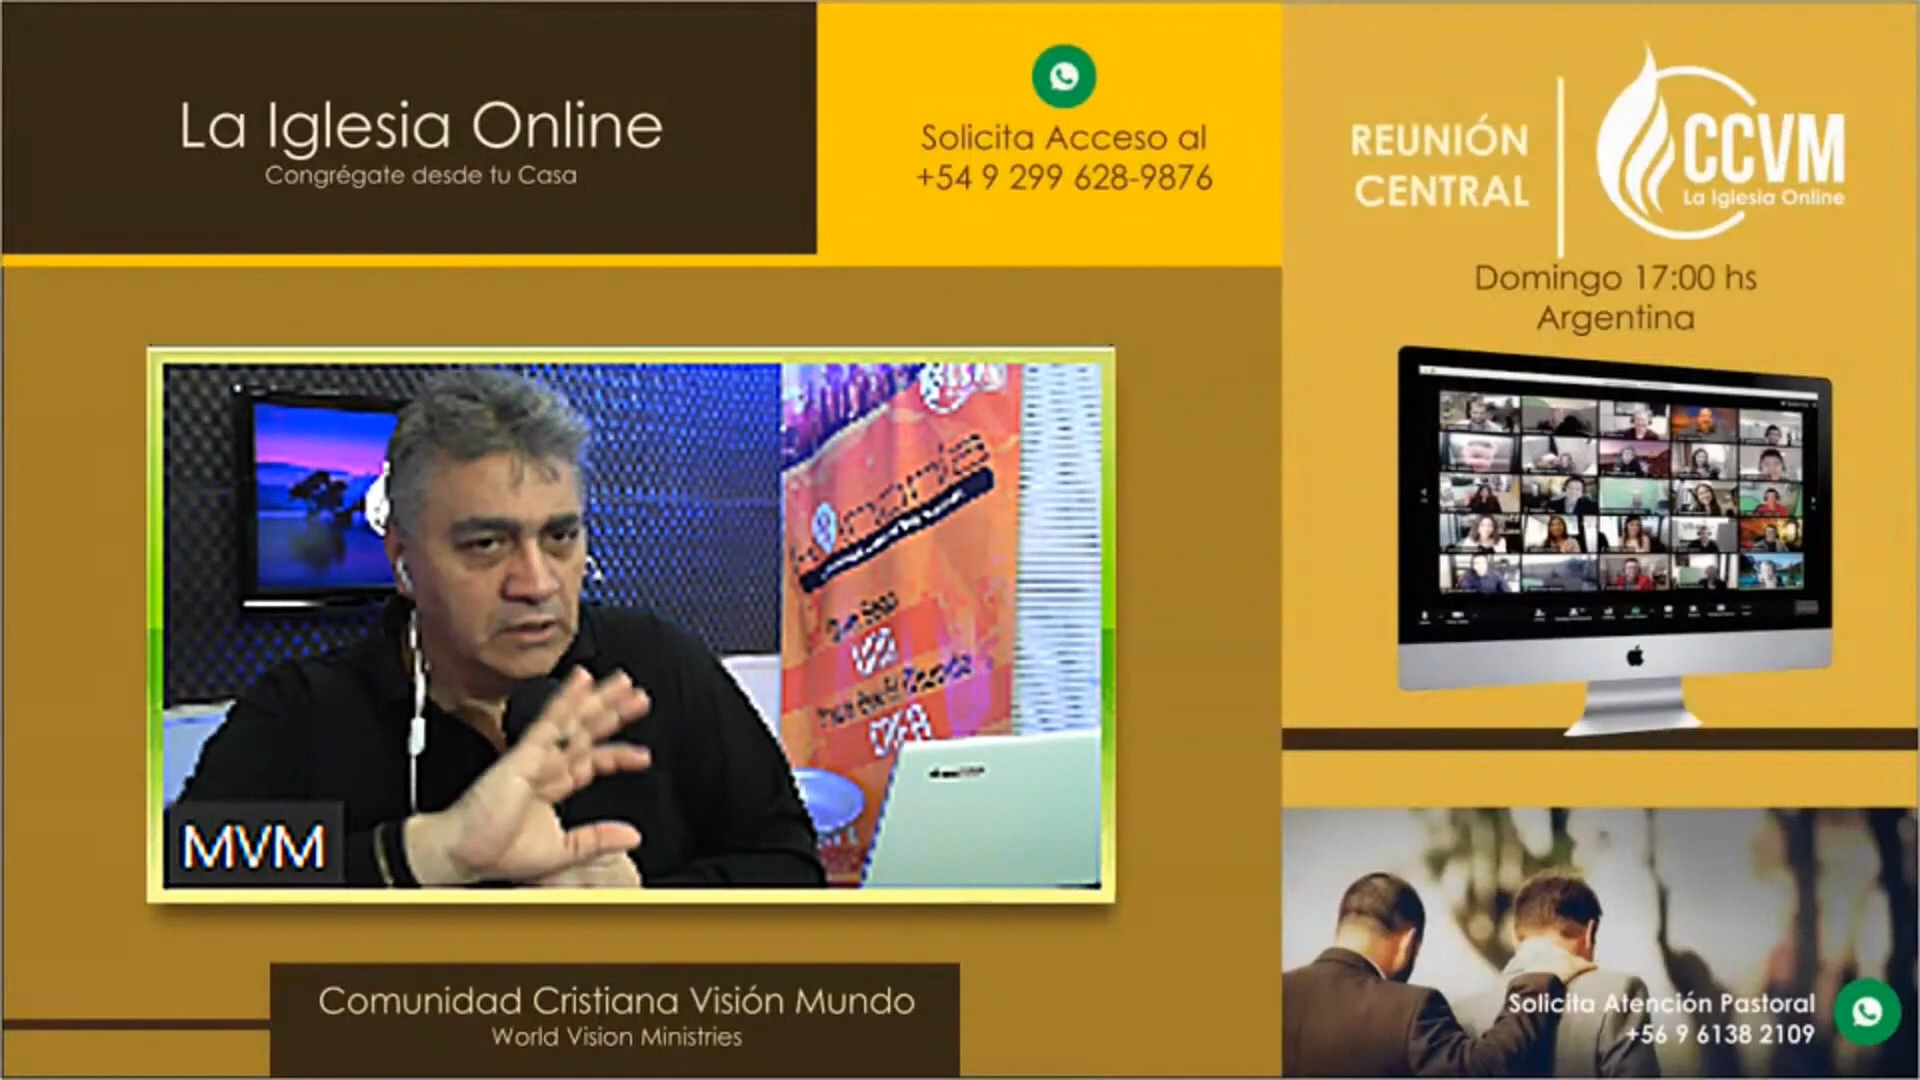 La Iglesia Online
Congrégate desde tu Casa
Solicita Acceso al
+54 9 299 628-9876
REUNIÓN
CENTRAL
CCVM
La Iglesia Online
Domingo 17:00 hs
Argentina
MVM
Comunidad Cristiana Visión Mundo
World Vision Ministries
Solicita Atención Pastoral
+56 9 6138 2109